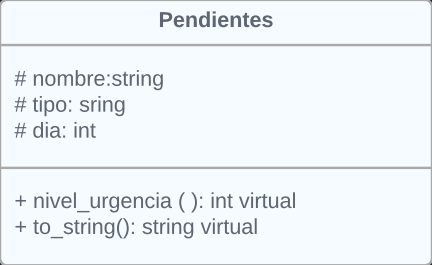 Pendientes
# nombre:string
# tipo: sring
# dia: int
+ nivel_urgencia ( ): int virtual
+ to_string(): string virtual